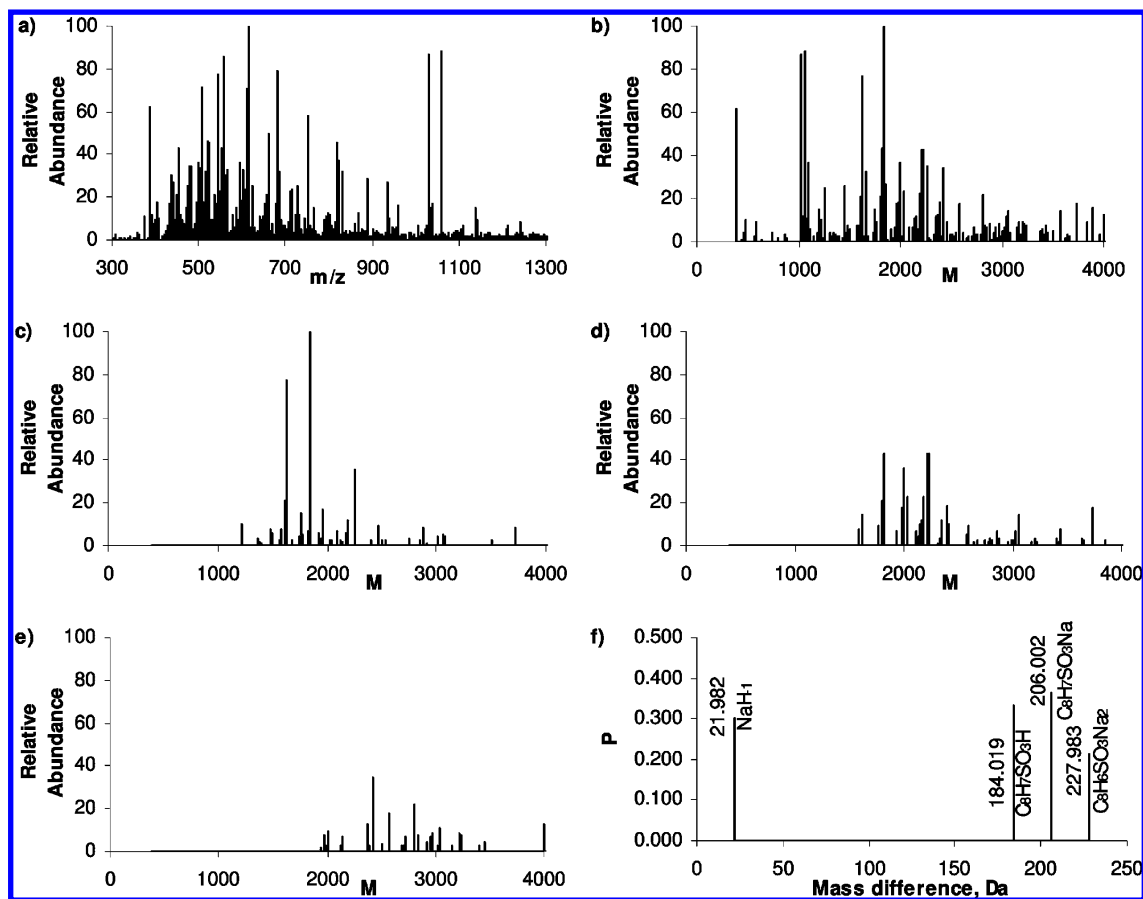 a)
Relative
Abundance
100
80
60
40
20
0
300
500
700
900
1100
1300
m/z
b)
Relative
Abundance
100
80
60
40
20
0
0
1000
2000
3000
4000
M
c)
Relative
Abundance
100
80
60
40
20
0
0
1000
2000
3000
4000
M
d)
Relative
Abundance
100
80
60
40
20
0
0
1000
2000
3000
4000
M
e)
Relative
Abundance
100
80
60
40
20
0
0
1000
2000
3000
4000
M
f)
P
0.500
0.400
0.300
0.200
0.100
0.000
21.982
NaH-1
184.019
C8H7SO3H
206.002
C8H7SO3Na
227.983
C8H6SO3Na2
0
50
100
150
200
250
Mass difference, Da